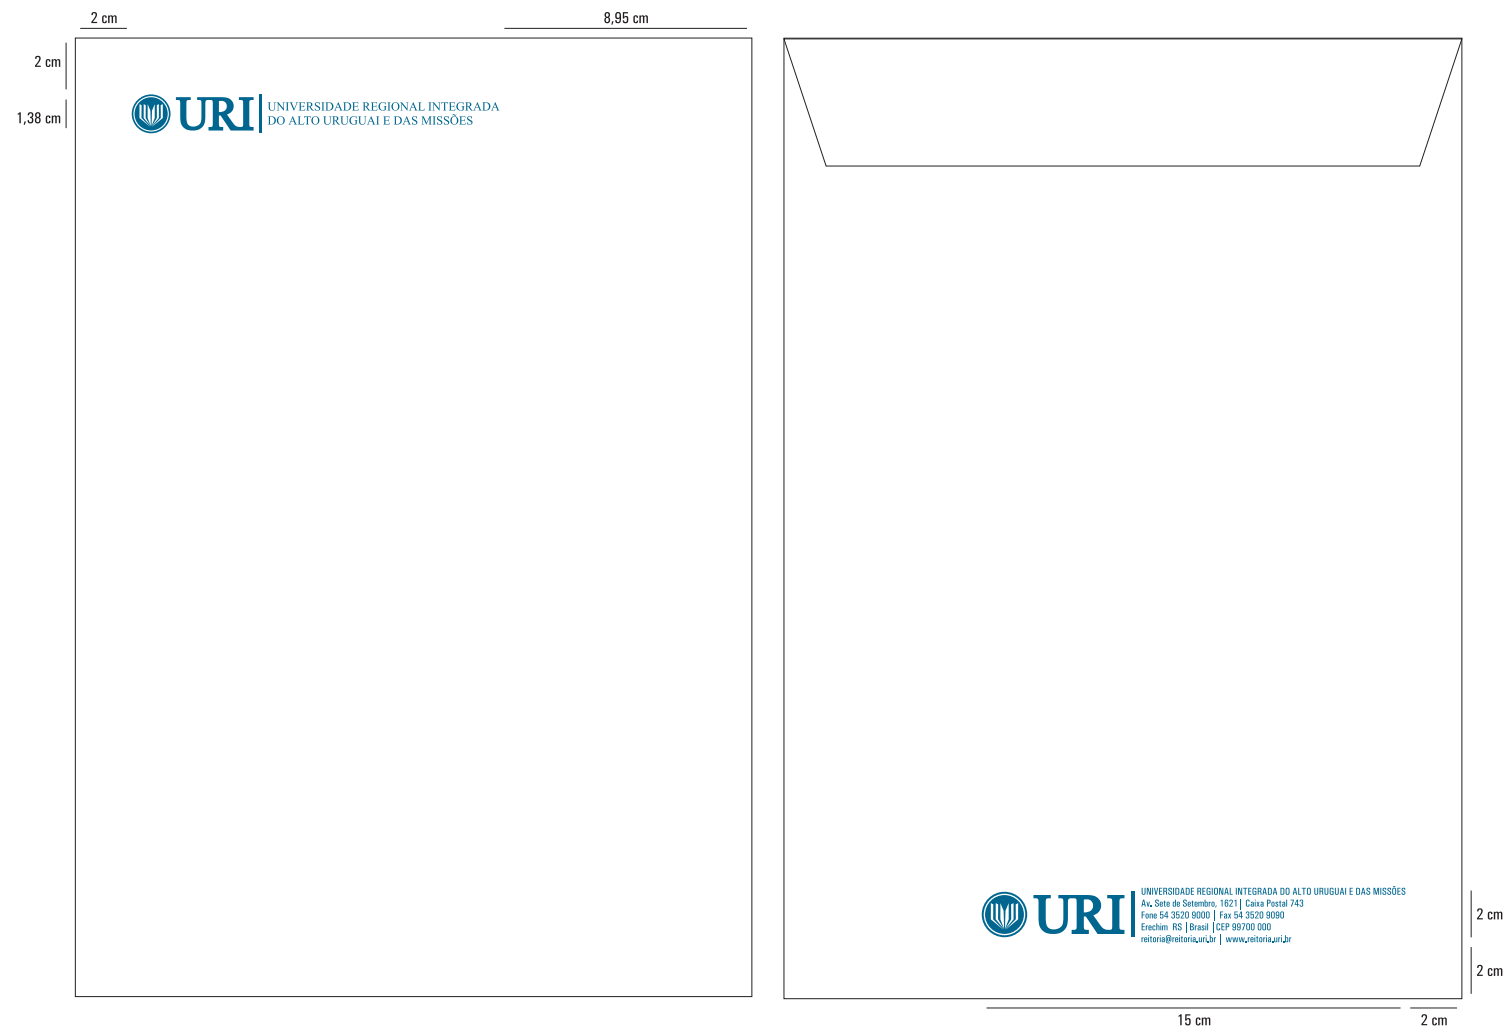 2 cm
8,95 cm
2 cm
1,38 cm
URI
UNIVERSIDADE REGIONAL INTEGRADA
DO ALTO URUGUAI E DAS MISSÕES
URI
UNIVERSIDADE REGIONAL INTEGRADA DO ALTO URUGUAI E DAS MISSÕES
Av. Sete de Setembro, 1621 | Caixa Postal 743
Fone 54 3520 9000 | Fax 54 3520 9090
Erechim RS | Brasil | CEP 99700 000
reitoria@reitoria.uri.br | www.reitoria.uri.br
2 cm
2 cm
15 cm
2 cm